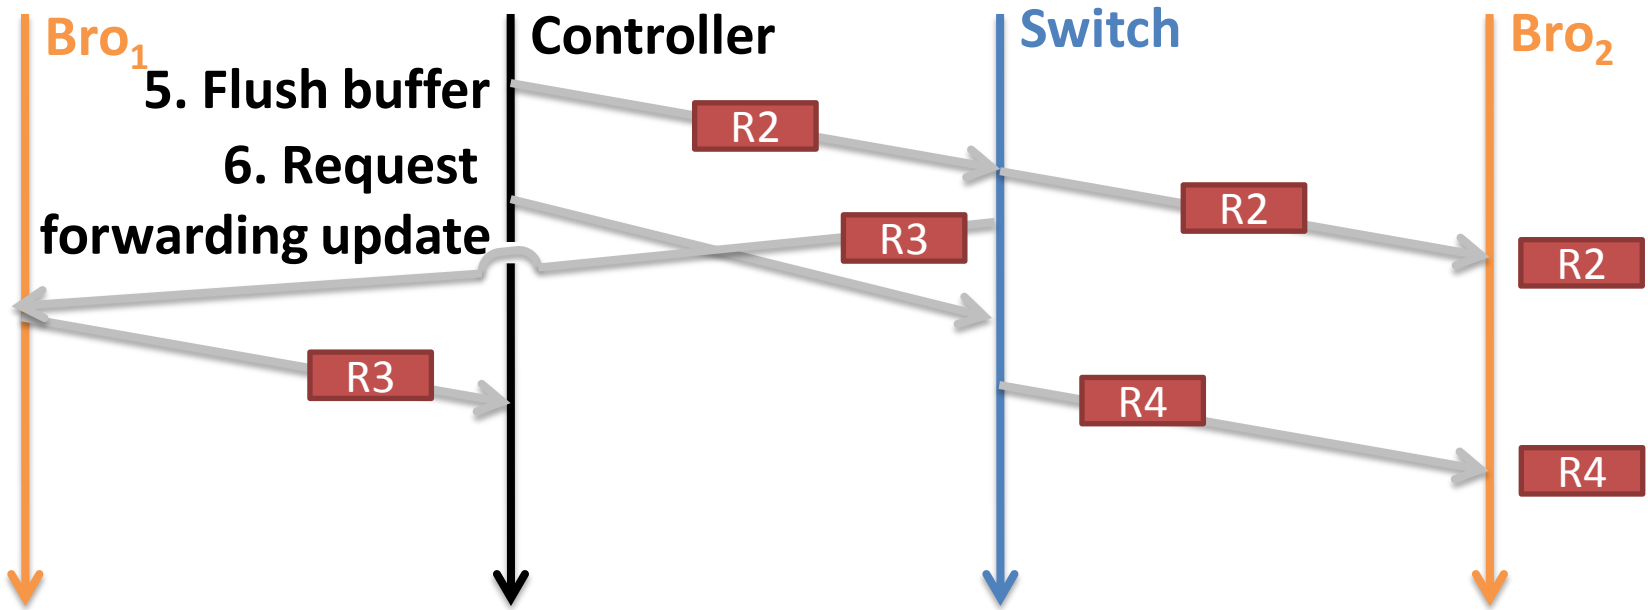 Bro1
Controller
Switch
Bro2
5. Flush buffer
R2
6. Request
forwarding update
R2
R3
R2
R3
R4
R4